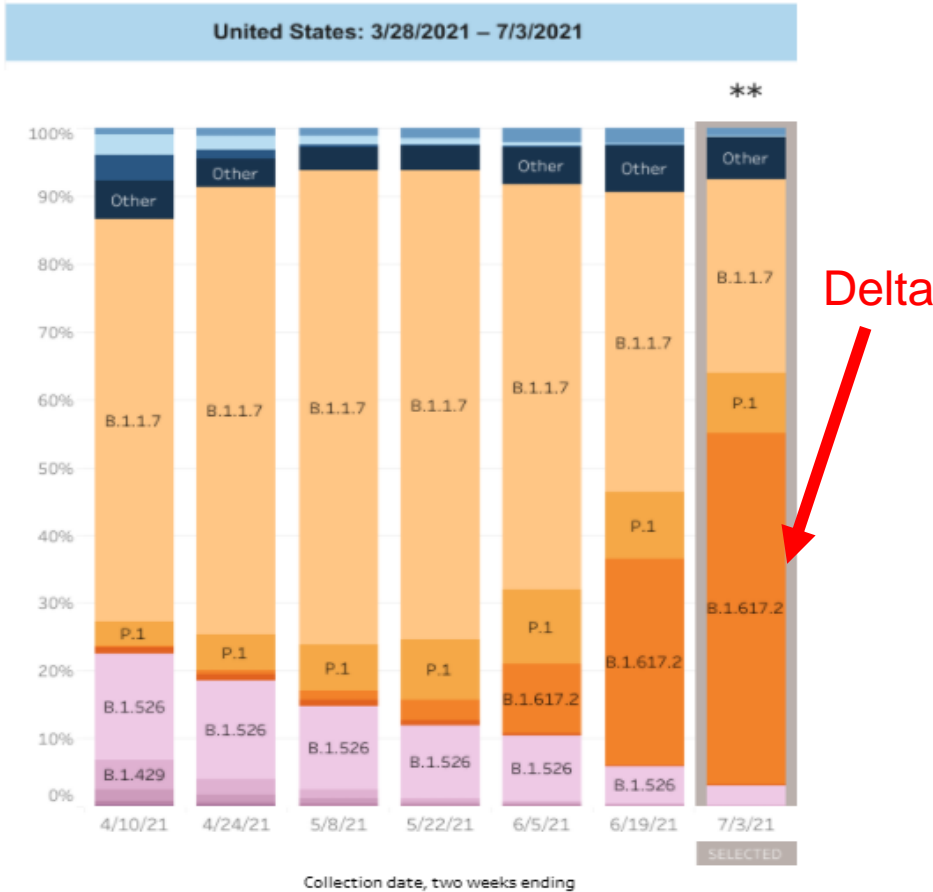 United States: 3/28/2021 – 7/3/2021
**
100%
90%
80%
70%
60%
50%
40%
30%
20%
10%
0%
Other
B.1.1.7
P.1
B.1.526
B.1.429
Other
B.1.1.7
P.1
B.1.526
B.1.1.7
P.1
B.1.526
B.1.1.7
P.1
B.1.526
Other
B.1.1.7
P.1
B.1.617.2
B.1.526
Other
B.1.1.7
P.1
B.1.617.2
B.1.526
Other
B.1.1.7
P.1
B.1.617.2
Delta
4/10/21 4/24/21 5/8/21 5/22/21 6/5/21 6/19/21 7/3/21
SELECTED
Collection date, two weeks ending